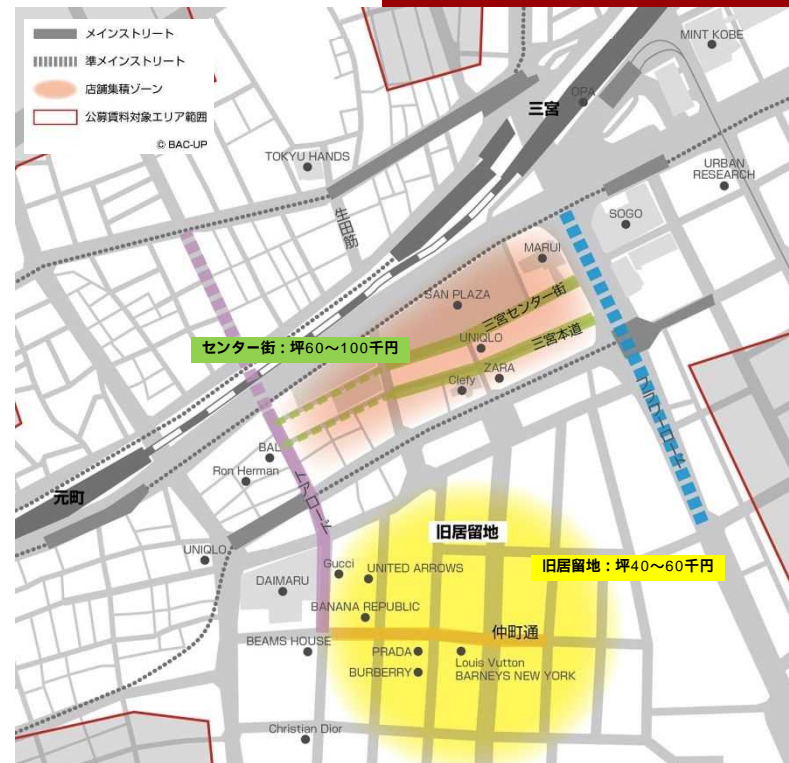 メインストリート
準メインストリート
店舗集積ゾーン
公募賃料対象エリア範囲
© BAC-UP
MINT KOBE
三宮
OPA
TOKYU HANDS
URBAN
RESEARCH
生田筋
SOGO
MARUI
SAN PLAZA
三宮センター街
センター街：坪60～100千円
UNIQLO
三宮本通
ZARA
Clefy
フラワーロード
BAL
Ron Herman
元町
トアロード
旧居留地
UNIQLO
旧居留地：坪40～60千円
Gucci
UNITED ARROWS
DAIMARU
BANANA REPUBLIC
仲町通
BEAMS HOUSE
PRADA
Louis Vutton
BURBERRY
BARNEYS NEW YORK
Christian Dior